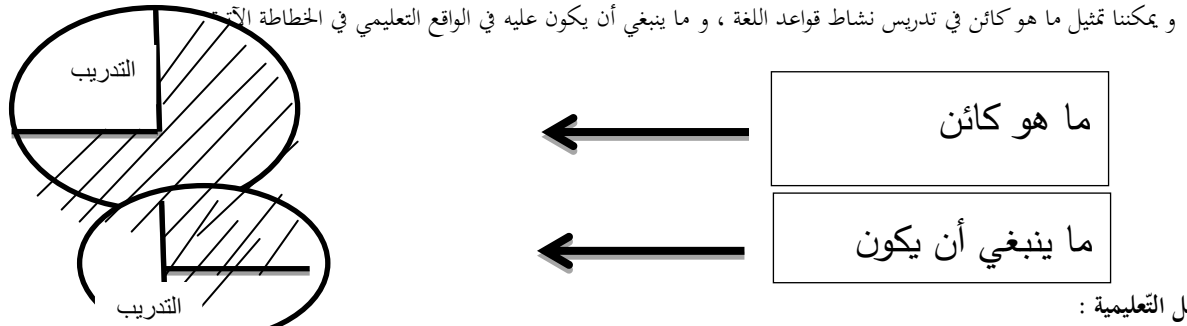 و يمكننا تمثيل ما هو كائن في تدريس نشاط قواعد اللغة ، و ما ينبغي أن يكون عليه في الواقع التعليمي في الخطاطة
التدريب
ما هو كائن
ما ينبغي أن يكون
التدريب
التّعليمية :